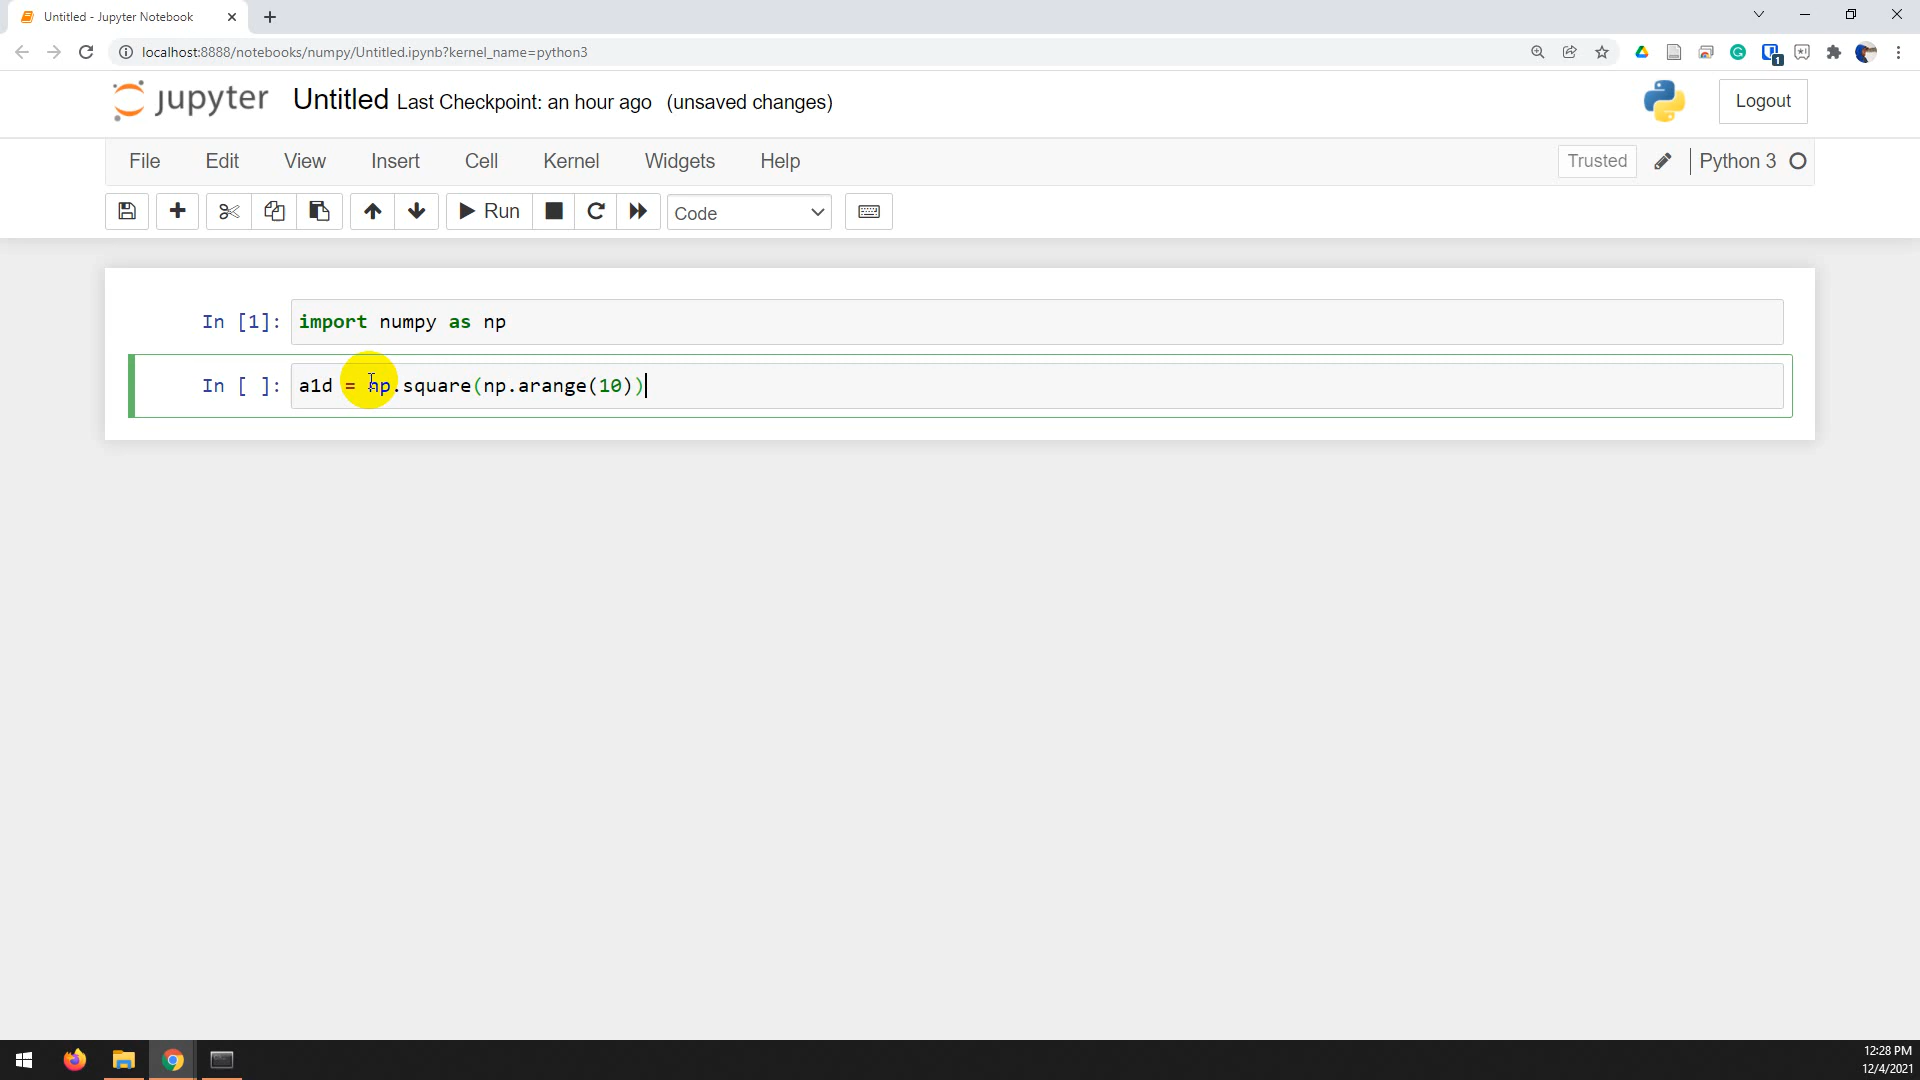 Untitled - Jupyter Notebook
localhost:8888/notebooks/numpy/Untitled.ipynb?kernel_name=python3
1
jupyter Untitled Last Checkpoint: an hour ago (unsaved changes)
Logout
File Edit View Insert Cell Kernel Widgets Help
Trusted Python 3
Run Code
In [1]: import numpy as np
In [ ]: a1d = np.square(np.arange(10))
12:28 PM
12/4/2021